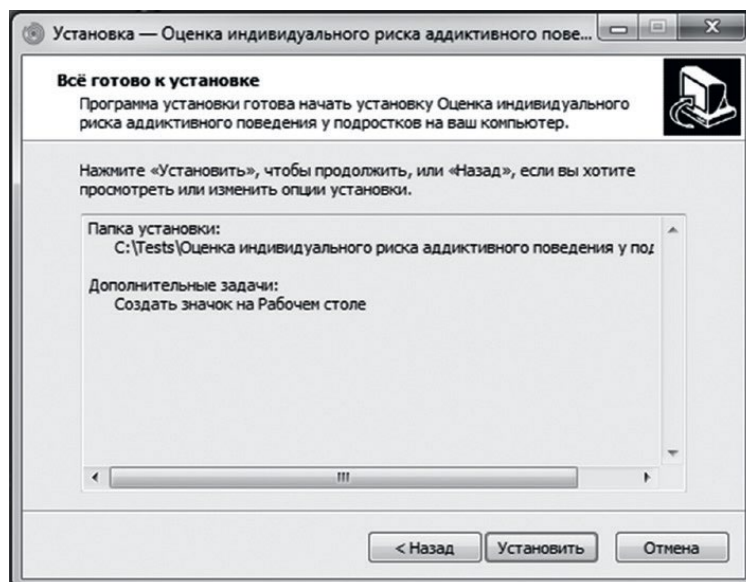 Установка — Оценка индивидуального риска аддиктивного пове...
Всё готово к установке
Программа установки готова начать установку Оценка индивидуального
риска аддиктивного поведения у подростков на ваш компьютер.
Нажмите «Установить», чтобы продолжить, или «Назад», если вы хотите
просмотреть или изменить опции установки.
Папка установки:
C:\Tests\Оценка индивидуального риска аддиктивного поведения у под
Дополнительные задачи:
Создать значок на Рабочем столе
< Назад
Установить
Отмена